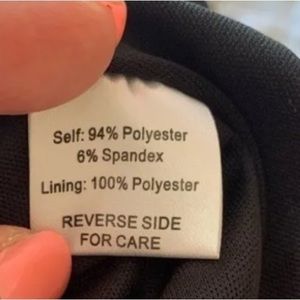 Self: 94% Polyester
6% Spandex
Lining: 100% Polyester
REVERSE SIDE
FOR CARE